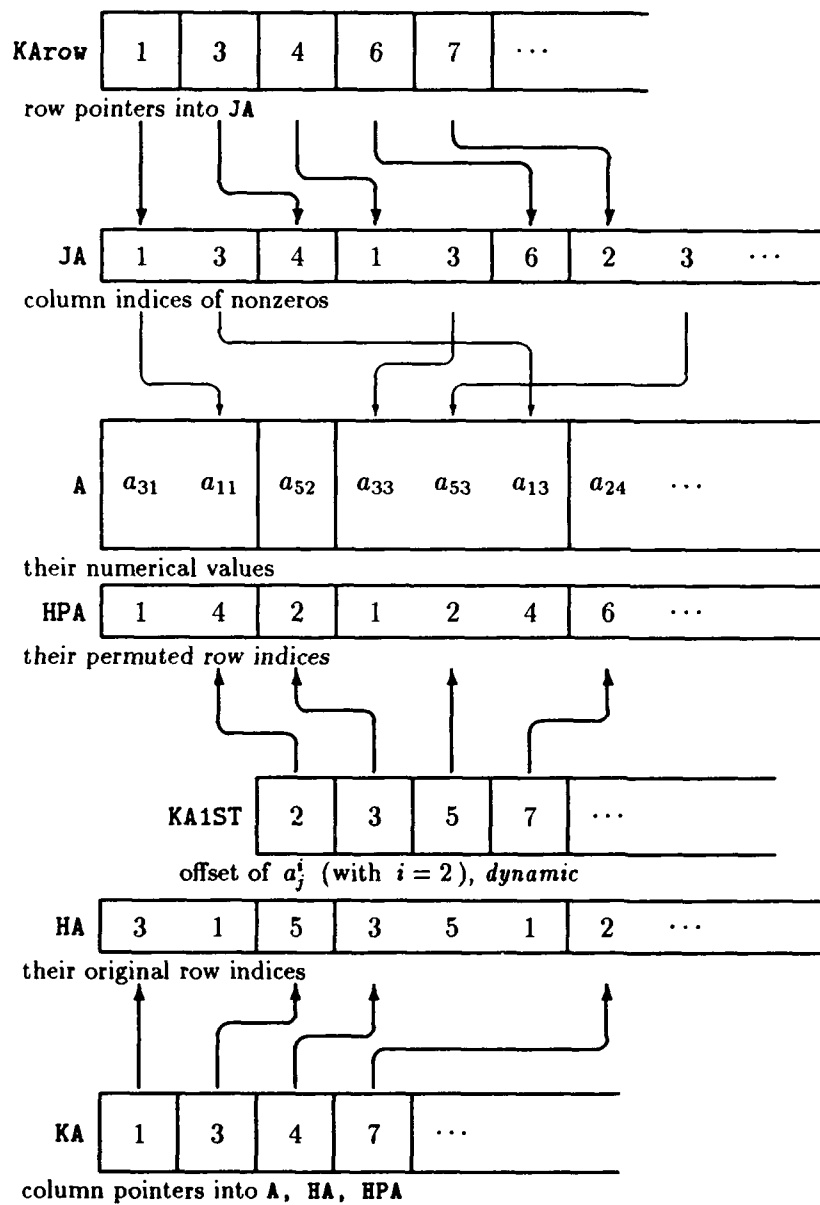 KArow 1 3 4 6 7 ···
row pointers into JA
JA 1 3 4 1 3 6 2 3 ···
column indices of nonzeros
A a31 a11 a52 a33 a53 a13 a24 ···
their numerical values
HPA 1 4 2 1 2 4 6 ···
their permuted row indices
KA1ST 2 3 5 7 ···
offset of a^i_j (with i = 2), dynamic
HA 3 1 5 3 5 1 2 ···
their original row indices
KA 1 3 4 7 ···
column pointers into A, HA, HPA